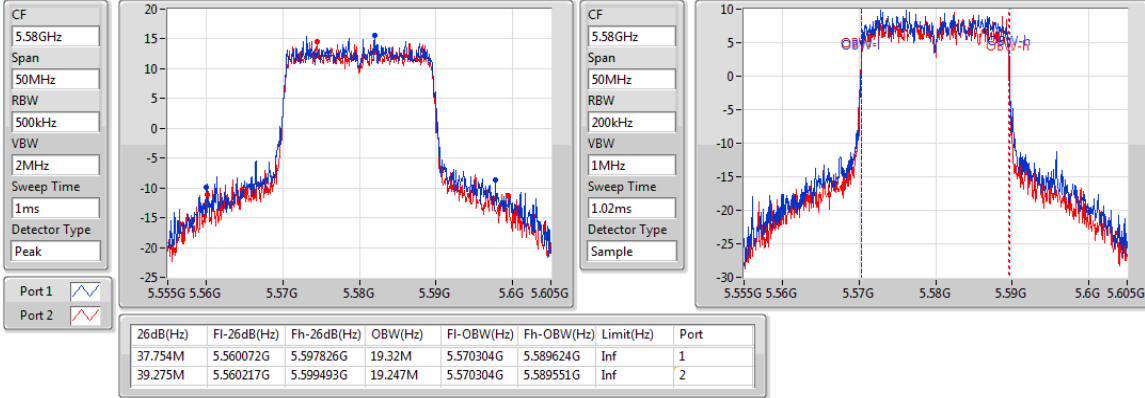 CF
5.58GHz
Span
50MHz
RBW
500kHz
VBW
2MHz
Sweep Time
1ms
Detector Type
Peak
Port 1
Port 2
20
15
10
5
0
-5
-10
-15
-20
-25
5.555G 5.56G 5.57G 5.58G 5.59G 5.6G 5.605G
CF
5.58GHz
Span
50MHz
RBW
200kHz
VBW
1MHz
Sweep Time
1.02ms
Detector Type
Sample
10
5
0
-5
-10
-15
-20
-25
-30
OBW-l OBW-h
OBW-h
5.555G 5.56G 5.57G 5.58G 5.59G 5.6G 5.605G
26dB(Hz) Fl-26dB(Hz) Fh-26dB(Hz) OBW(Hz) Fl-OBW(Hz) Fh-OBW(Hz) Limit(Hz) Port
37.754M 5.560072G 5.597826G 19.32M 5.570304G 5.589624G Inf 1
39.275M 5.560217G 5.599493G 19.247M 5.570304G 5.589551G Inf 2